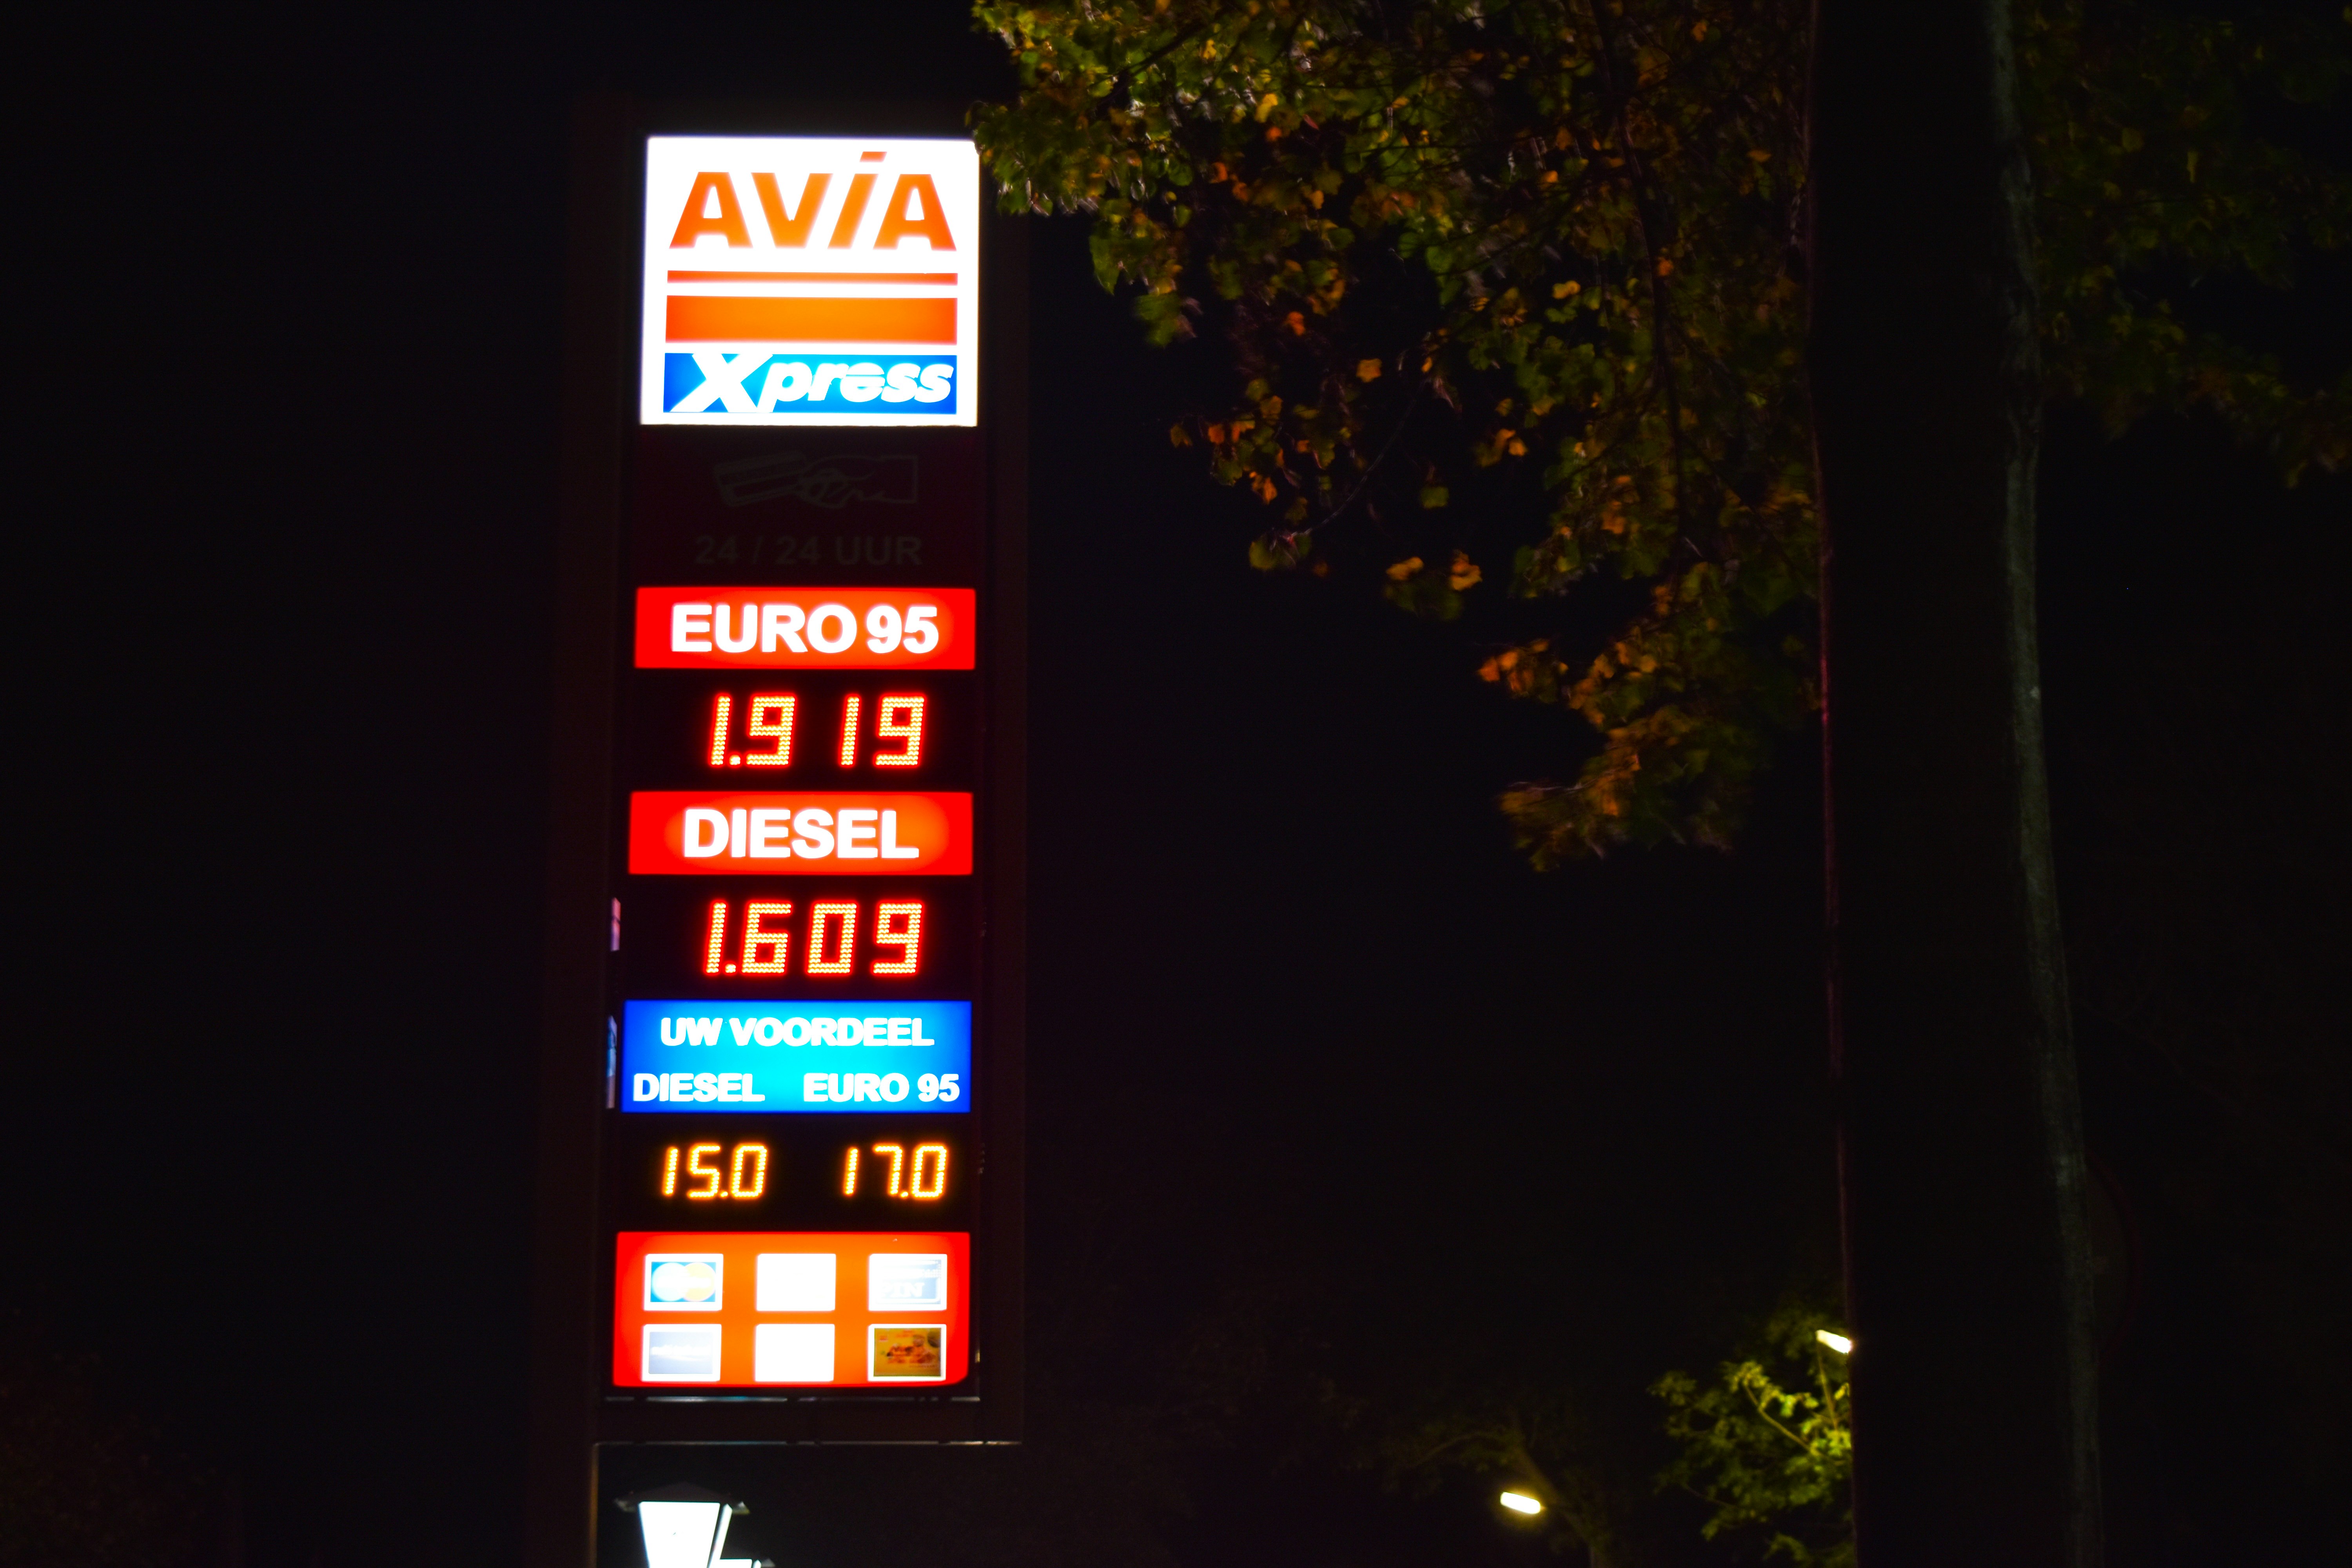 AVIA
Xpress
24 / 24 UUR
EURO 95
1.919
DIESEL
1.609
UW VOORDEEL
DIESEL EURO 95
15.0 17.0